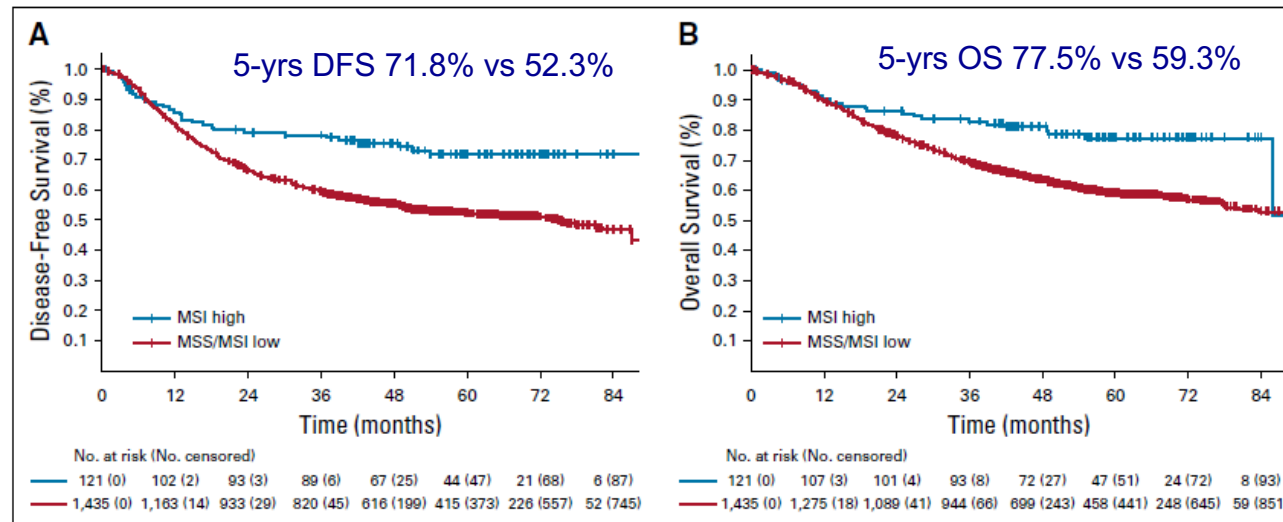 A
5-yrs DFS 71.8% vs 52.3%
Disease-Free Survival (%)
1.0
0.9
0.8
0.7
0.6
0.5
0.4
0.3
0.2
0.1
MSI high
MSS/MSI low
0 12 24 36 48 60 72 84
Time (months)
No. at risk (No. censored)
121 (0) 102 (2) 93 (3) 89 (6) 67 (25) 44 (47) 21 (68) 6 (87)
1,435 (0) 1,163 (14) 933 (29) 820 (45) 616 (199) 415 (373) 226 (557) 52 (745)
B
5-yrs OS 77.5% vs 59.3%
Overall Survival (%)
1.0
0.9
0.8
0.7
0.6
0.5
0.4
0.3
0.2
0.1
MSI high
MSS/MSI low
0 12 24 36 48 60 72 84
Time (months)
No. at risk (No. censored)
121 (0) 107 (3) 101 (4) 93 (8) 72 (27) 47 (51) 24 (72) 8 (93)
1,435 (0) 1,275 (18) 1,089 (41) 944 (66) 699 (243) 458 (441) 248 (645) 59 (851)